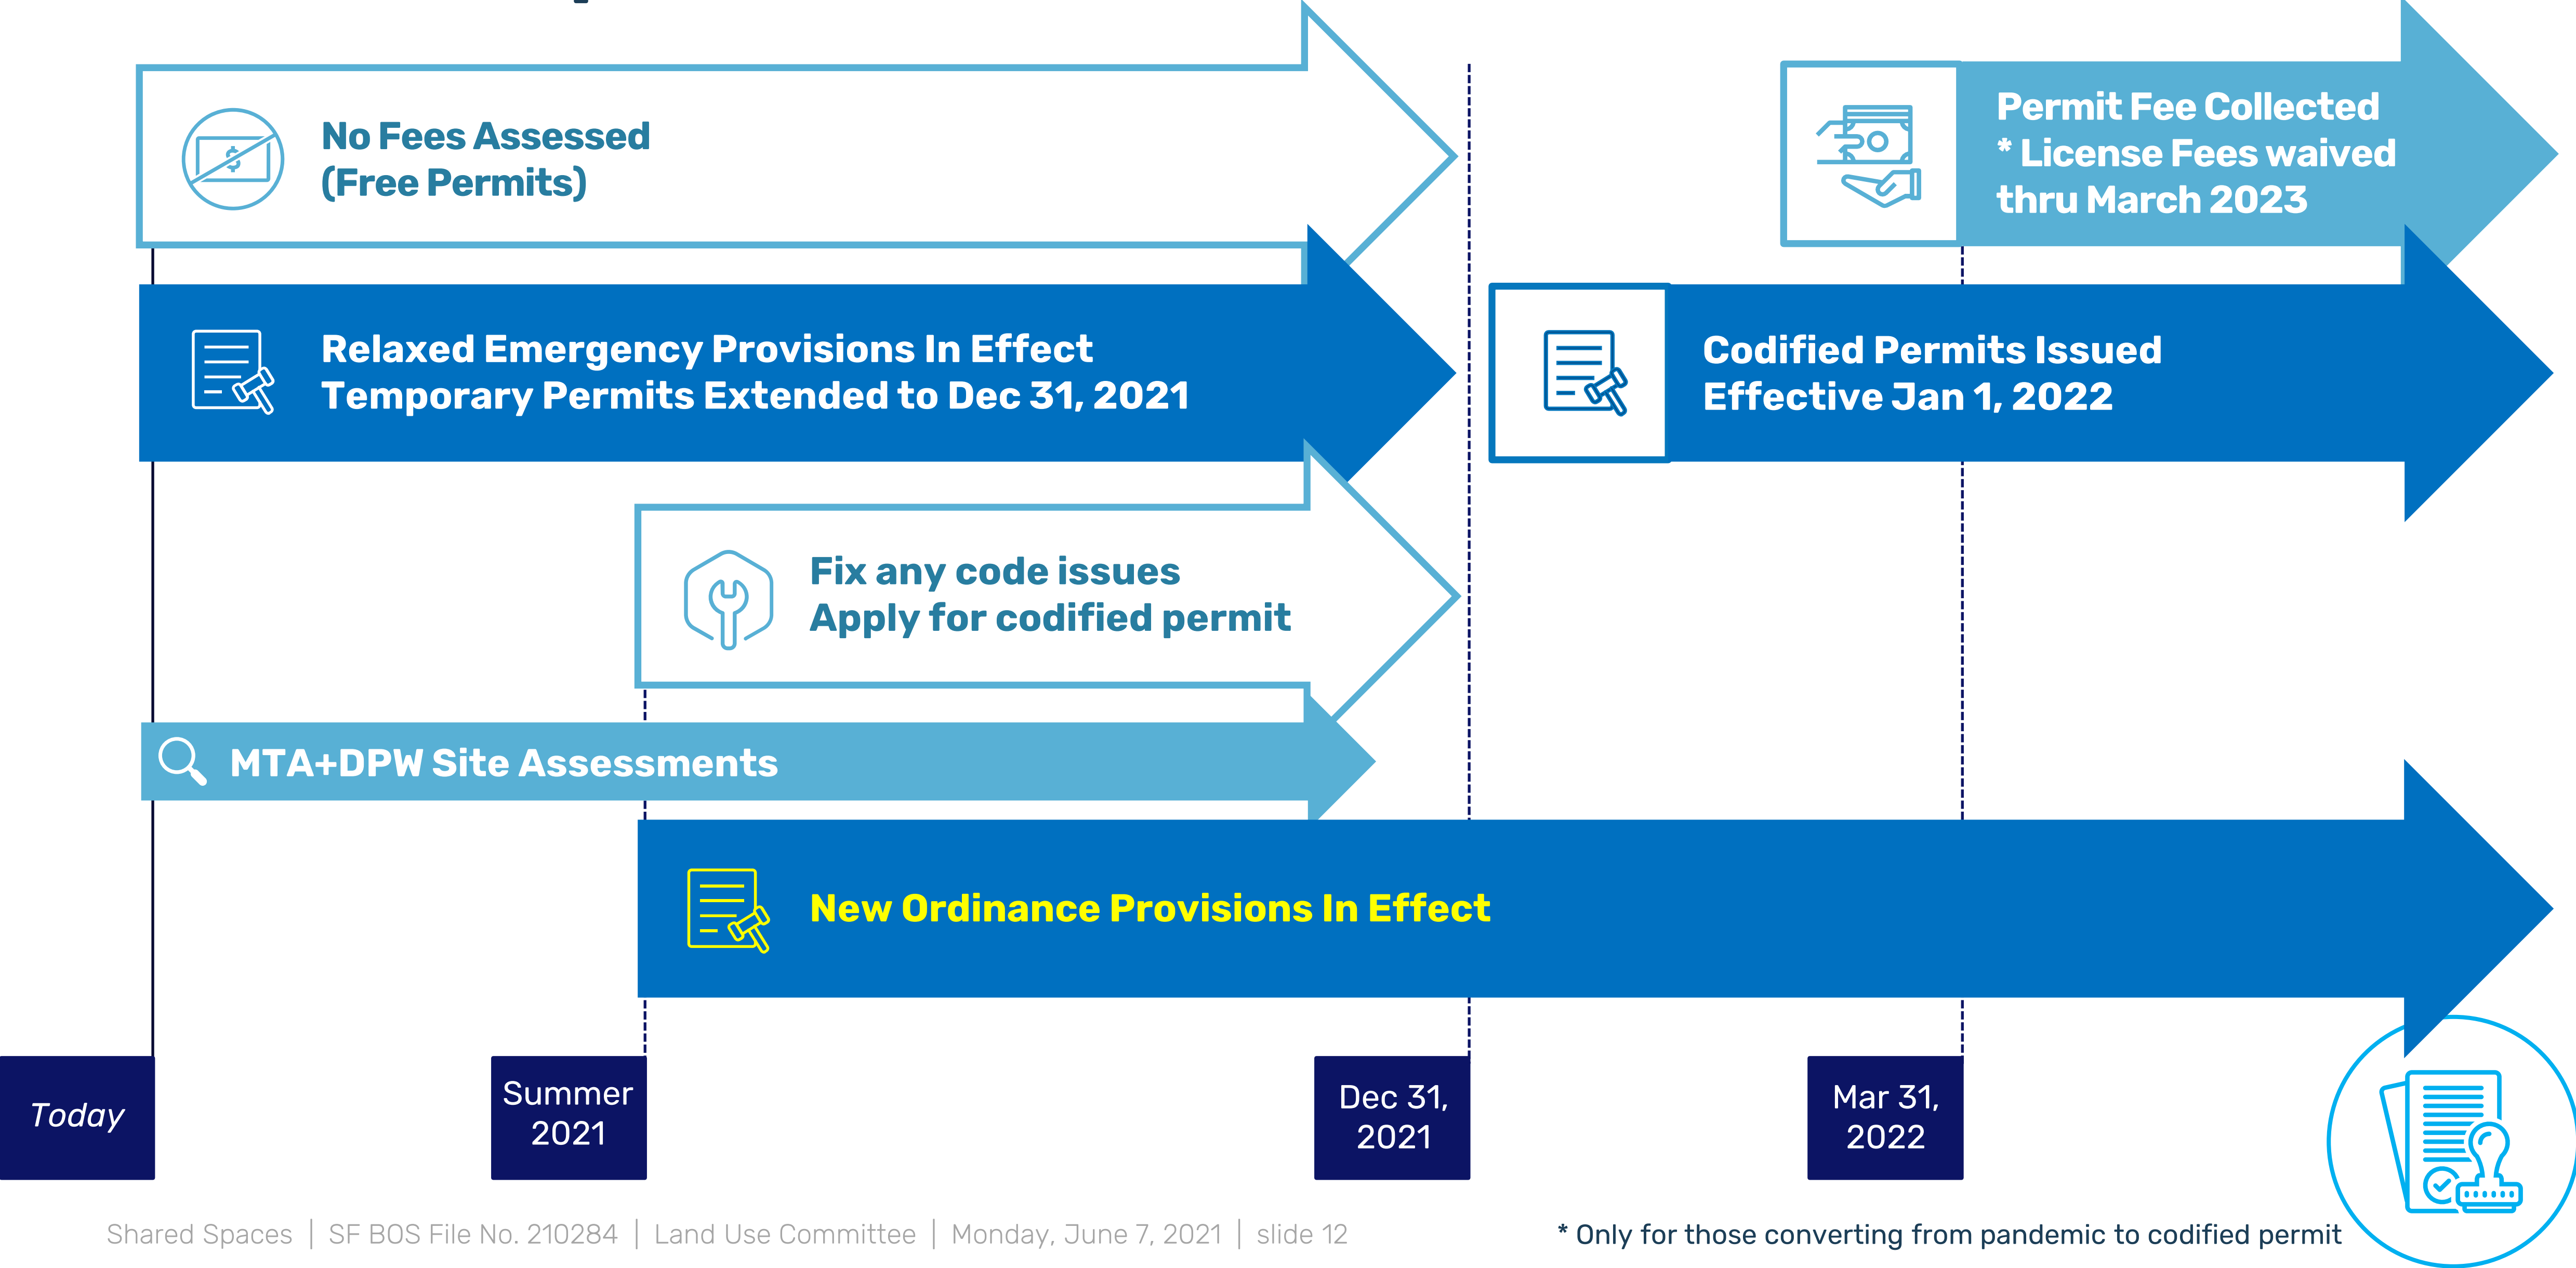 No Fees Assessed
(Free Permits)
Permit Fee Collected
* License Fees waived
thru March 2023
Relaxed Emergency Provisions In Effect
Temporary Permits Extended to Dec 31, 2021
Codified Permits Issued
Effective Jan 1, 2022
Fix any code issues
Apply for codified permit
MTA+DPW Site Assessments
New Ordinance Provisions In Effect
Today
Summer
2021
Dec 31,
2021
Mar 31,
2022
Shared Spaces | SF BOS File No. 210284 | Land Use Committee | Monday, June 7, 2021 | slide 12
* Only for those converting from pandemic to codified permit